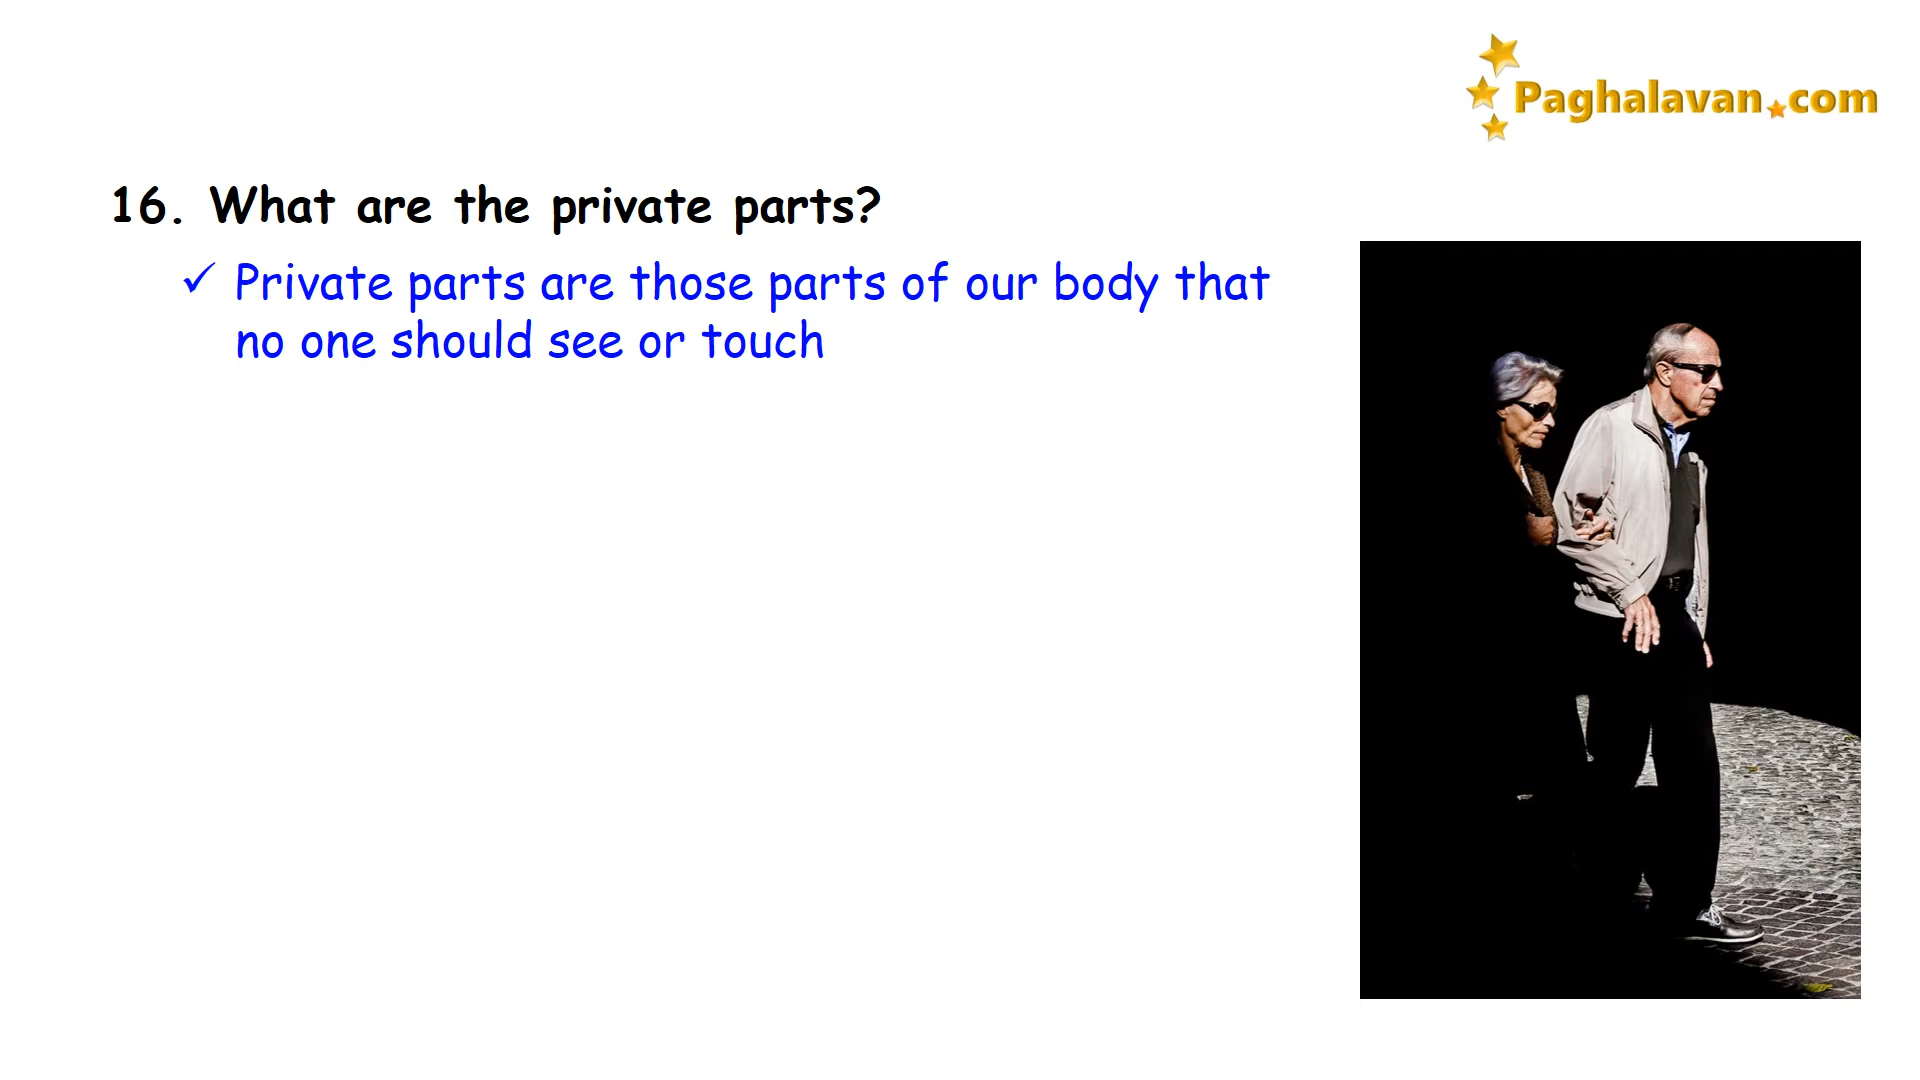 Paghalavan.com
16. What are the private parts?
✓ Private parts are those parts of our body that
no one should see or touch